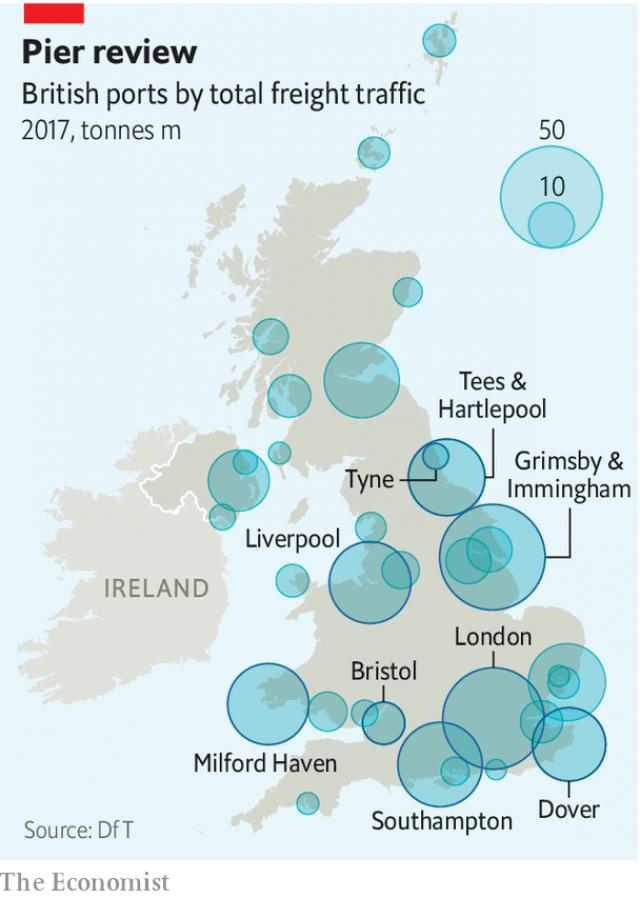 Pier review
British ports by total freight traffic
2017, tonnes m
50
10
Tees &
Hartlepool
Grimsby &
Immingham
Tyne
Liverpool
IRELAND
London
Bristol
Milford Haven
Southampton
Dover
Source: DfT
The Economist